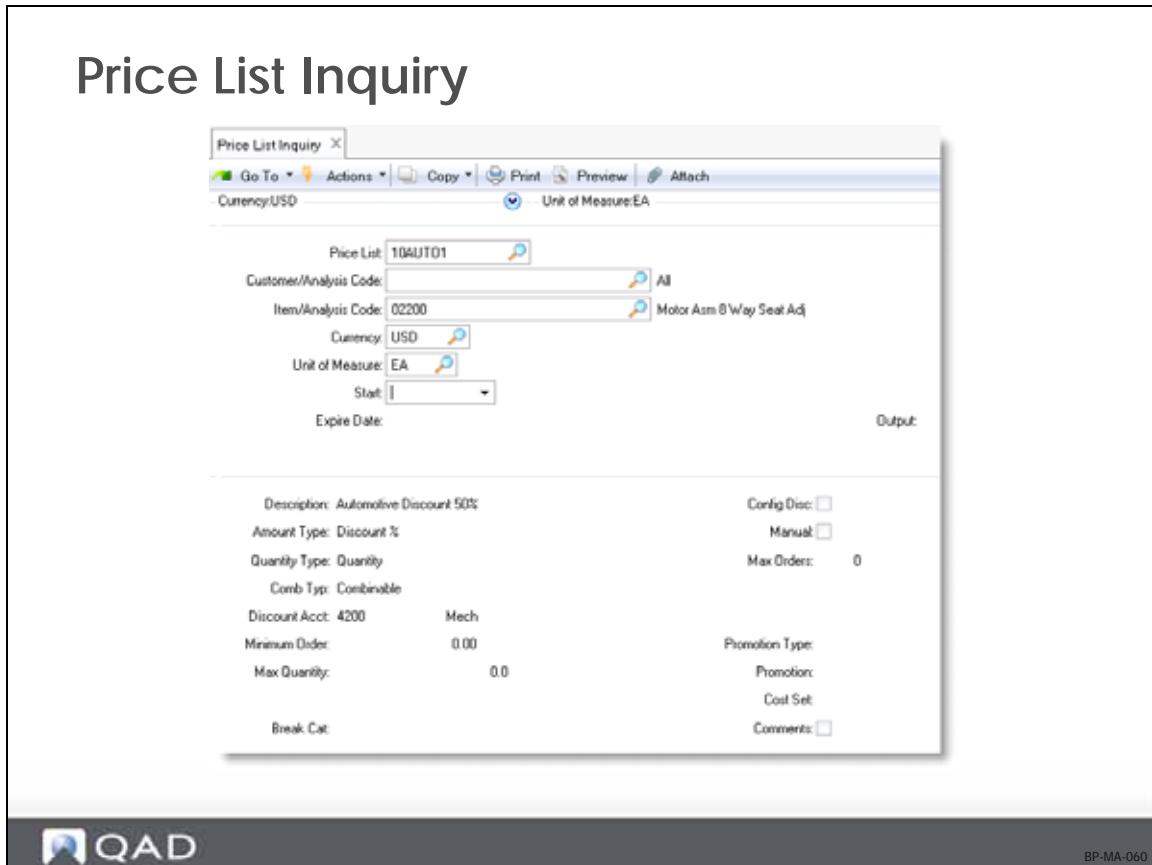 Price List Inquiry
Price List Inquiry
Go To Actions Copy Print Preview Attach
Currency:USD Unit of Measure:EA
Price List: 10AUTO1
Customer/Analysis Code: All
Item/Analysis Code: 02200 Motor Asm 8 Way Seat Adj
Currency: USD
Unit of Measure: EA
Start:
Expire Date: Output:
Description: Automotive Discount 50% Config Disc:
Amount Type: Discount % Manual:
Quantity Type: Quantity Max Orders: 0
Comb Typ: Combinable
Discount Acct: 4200 Mech
Minimum Order: 0.00 Promotion Type:
Max Quantity: 0.0 Promotion:
Cost Set:
Break Cat: Comments:
QAD
BP-MA-060